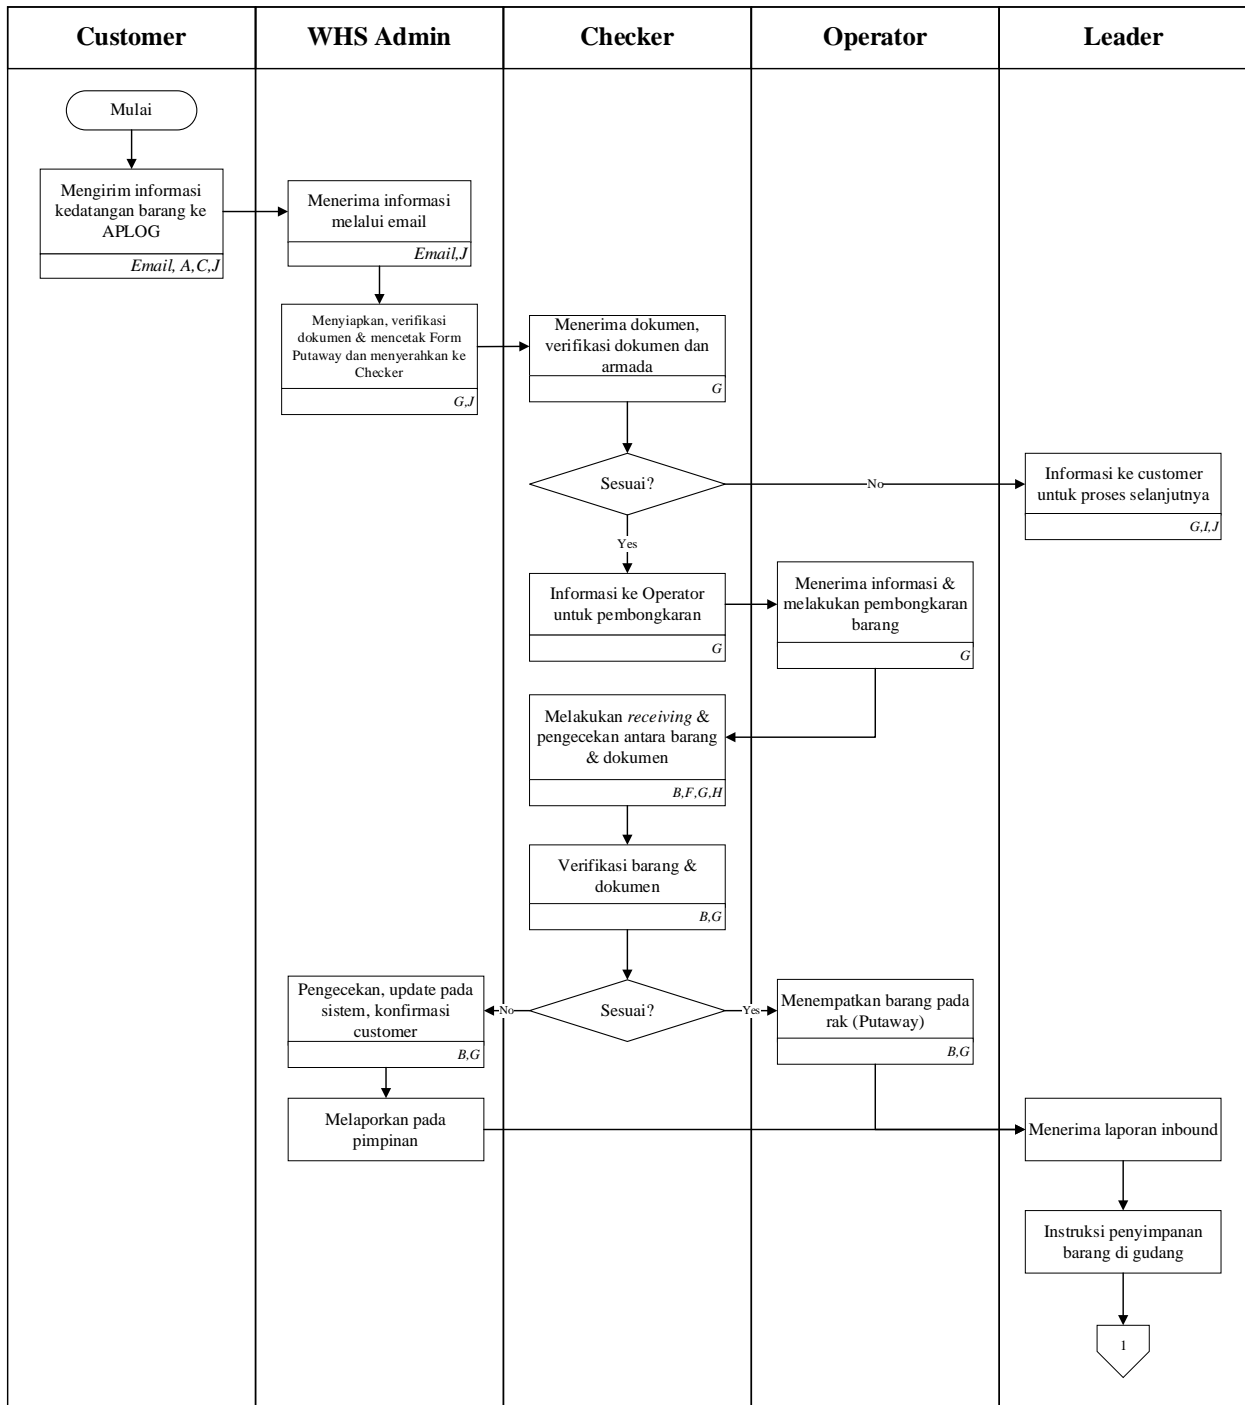 Customer
WHS Admin
Checker
Operator
Leader
Mulai
Mengirim informasi
kedatangan barang ke
APLOG
Email, A,C,J
Menerima informasi
melalui email
Email,J
Menyiapkan, verifikasi
dokumen & mencetak Form
Putaway dan menyerahkan ke
Checker
G,J
Menerima dokumen,
verifikasi dokumen dan
armada
G
Sesuai?
No
Informasi ke customer
untuk proses selanjutnya
G,I,J
Yes
Informasi ke Operator
untuk pembongkaran
G
Menerima informasi &
melakukan pembongkaran
barang
G
Melakukan receiving &
pengecekan antara barang
& dokumen
B,F,G,H
Verifikasi barang &
dokumen
B,G
Sesuai?
No
Yes
Pengecekan, update pada
sistem, konfirmasi
customer
B,G
Menempatkan barang pada
rak (Putaway)
B,G
Melaporkan pada
pimpinan
Menerima laporan inbound
Instruksi penyimpanan
barang di gudang
1